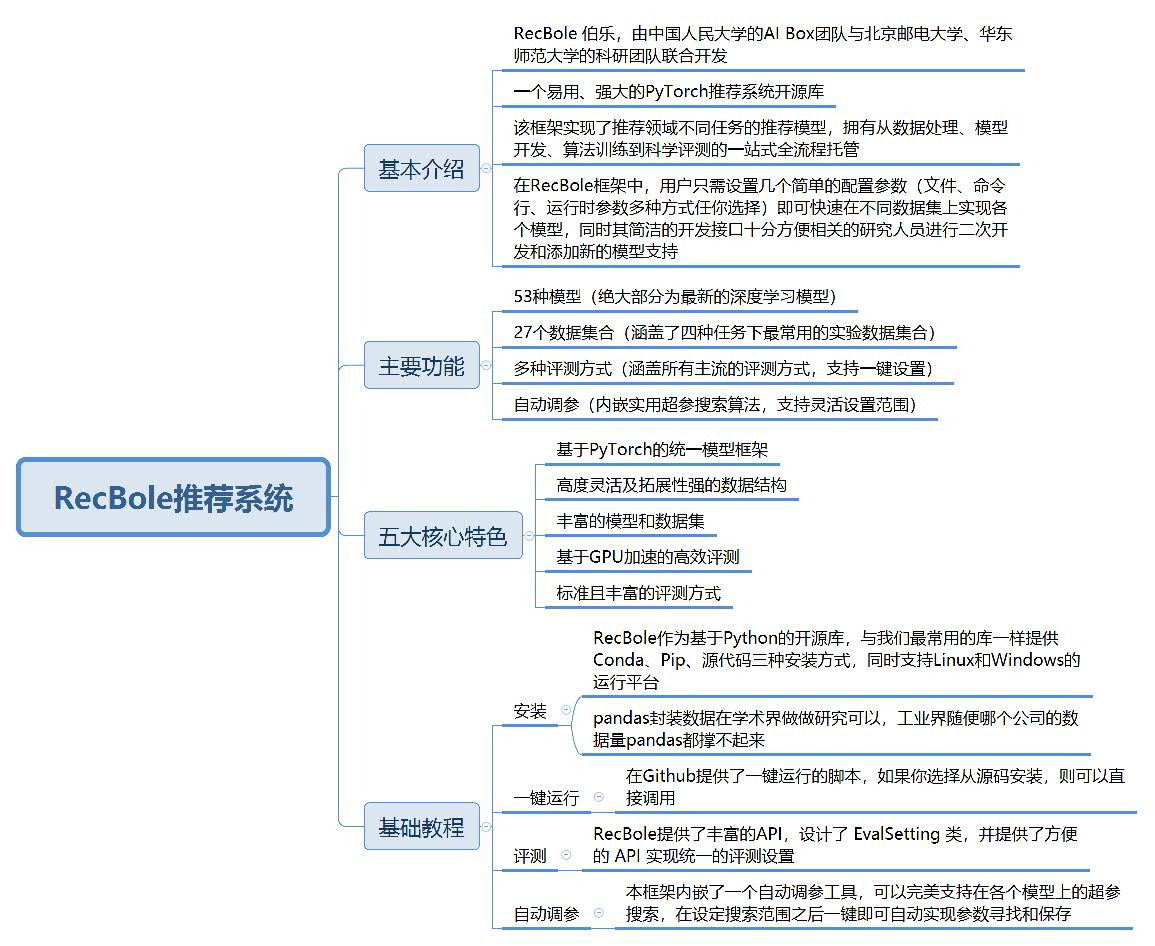 RecBole推荐系统
基本介绍
RecBole 伯乐，由中国人民大学的AI Box团队与北京邮电大学、华东
师范大学的科研团队联合开发
一个易用、强大的PyTorch推荐系统开源库
该框架实现了推荐领域不同任务的推荐模型，拥有从数据处理、模型
开发、算法训练到科学评测的一站式全流程托管
在RecBole框架中，用户只需设置几个简单的配置参数（文件、命令
行、运行时参数多种方式任你选择）即可快速在不同数据集上实现各
个模型，同时其简洁的开发接口十分方便相关的研究人员进行二次开
发和添加新的模型支持
主要功能
53种模型（绝大部分为最新的深度学习模型）
27个数据集合（涵盖了四种任务下最常用的实验数据集合）
多种评测方式（涵盖所有主流的评测方式，支持一键设置）
自动调参（内嵌实用超参搜索算法，支持灵活设置范围）
五大核心特色
基于PyTorch的统一模型框架
高度灵活及拓展性强的数据结构
丰富的模型和数据集
基于GPU加速的高效评测
标准且丰富的评测方式
基础教程
安装
RecBole作为基于Python的开源库，与我们最常用的库一样提供
Conda、Pip、源代码三种安装方式，同时支持Linux和Windows的
运行平台
pandas封装数据在学术界做做研究可以，工业界随便哪个公司的数
据量pandas都撑不起来
一键运行
在Github提供了一键运行的脚本，如果你选择从源码安装，则可以直
接调用
评测
RecBole提供了丰富的API，设计了 EvalSetting 类，并提供了方便
的 API 实现统一的评测设置
自动调参
本框架内嵌了一个自动调参工具，可以完美支持在各个模型上的超参
搜索，在设定搜索范围之后一键即可自动实现参数寻找和保存